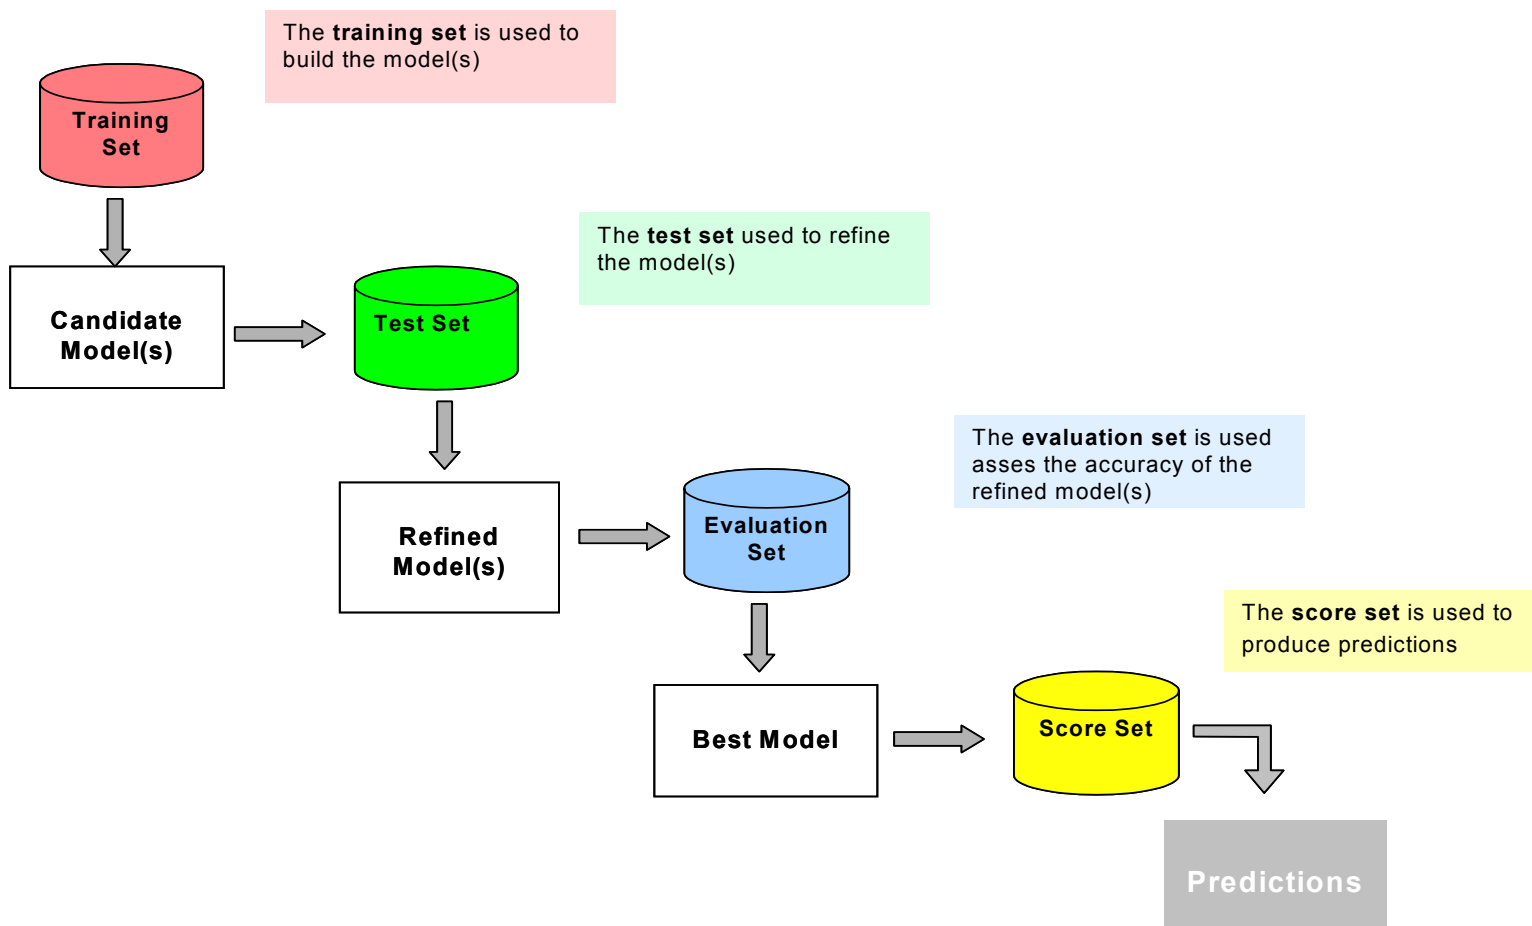 The training set is used to
build the model(s)
Training
Set
The test set used to refine
the model(s)
Candidate
Model(s)
Test Set
The evaluation set is used
asses the accuracy of the
refined model(s)
Refined
Model(s)
Evaluation
Set
The score set is used to
produce predictions
Best Model
Score Set
Predictions